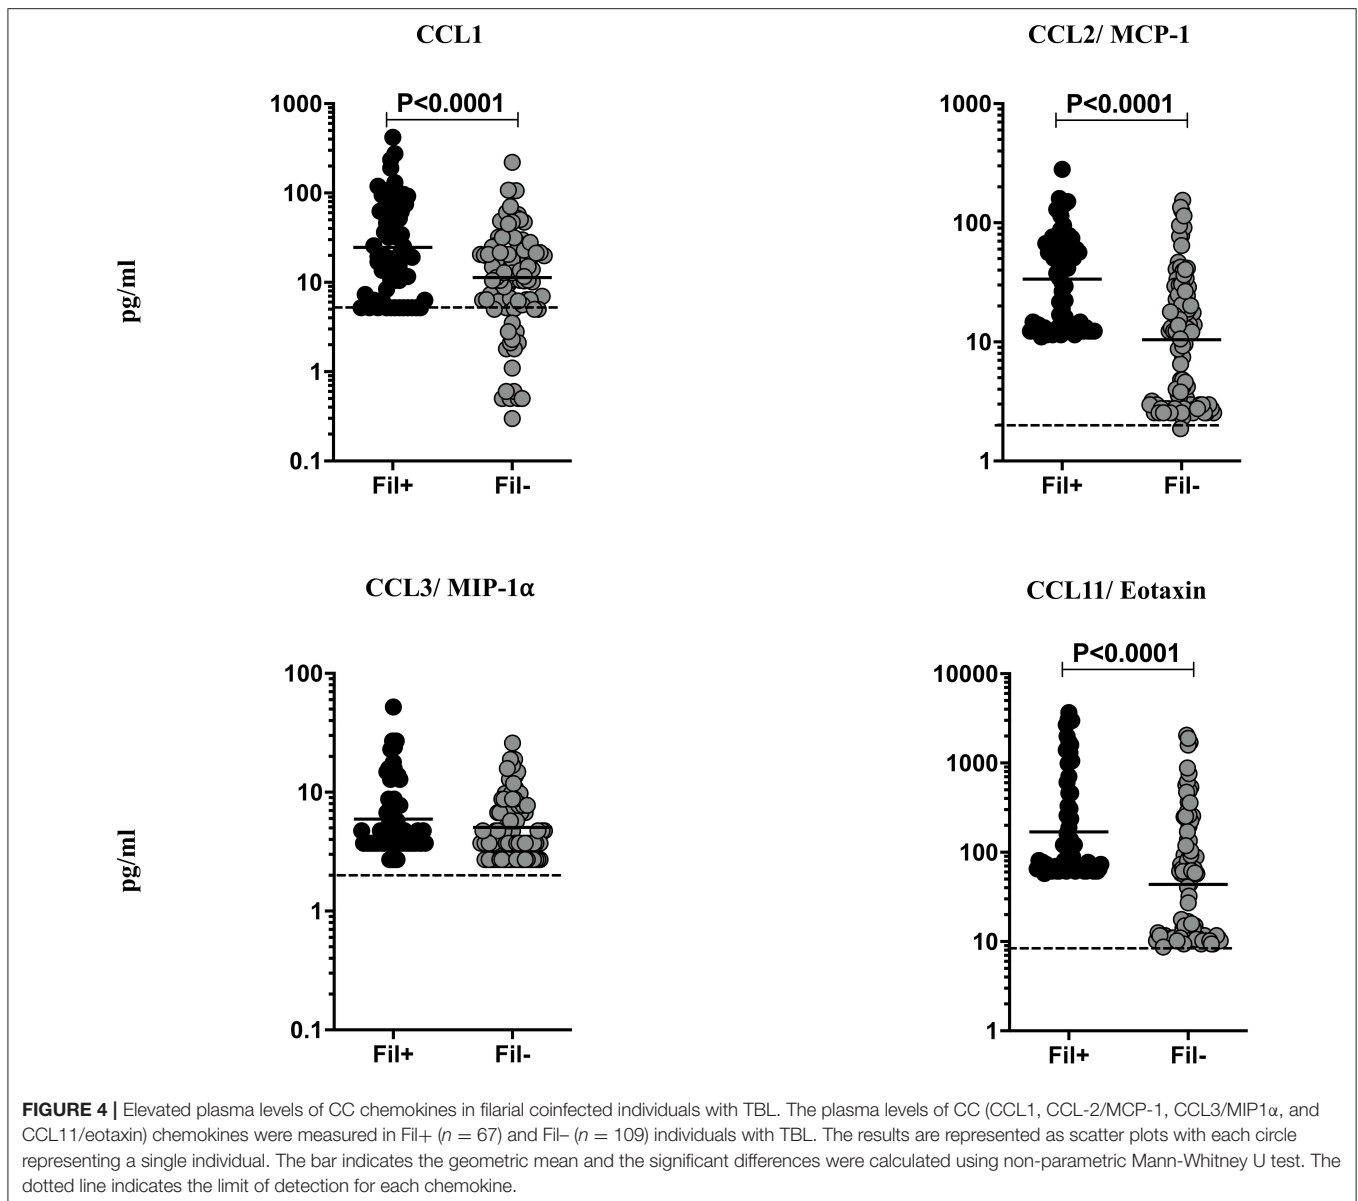 CCL1
CCL2/ MCP-1
P<0.0001
1000
100
10
1
0.1
pg/ml
Fil+
Fil-
P<0.0001
1000
100
10
1
Fil+
Fil-
CCL3/ MIP-1α
CCL11/ Eotaxin
100
10
1
0.1
pg/ml
Fil+
Fil-
P<0.0001
10000
1000
100
10
1
Fil+
Fil-
FIGURE 4 | Elevated plasma levels of CC chemokines in filarial coinfected individuals with TBL. The plasma levels of CC (CCL1, CCL-2/MCP-1, CCL3/MIP1α, and
CCL11/eotaxin) chemokines were measured in Fil+ (n = 67) and Fil– (n = 109) individuals with TBL. The results are represented as scatter plots with each circle
representing a single individual. The bar indicates the geometric mean and the significant differences were calculated using non-parametric Mann-Whitney U test. The
dotted line indicates the limit of detection for each chemokine.